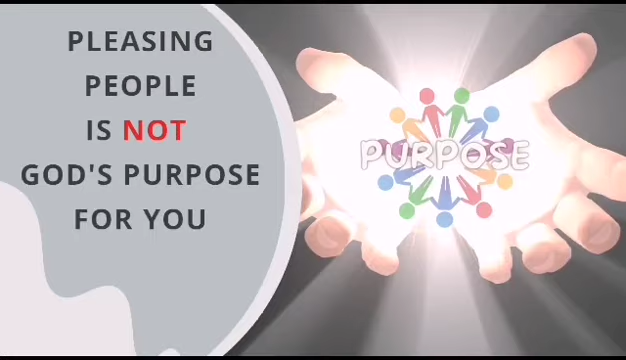 PLEASING
PEOPLE
IS NOT
GOD'S PURPOSE
FOR YOU
PURPOSE